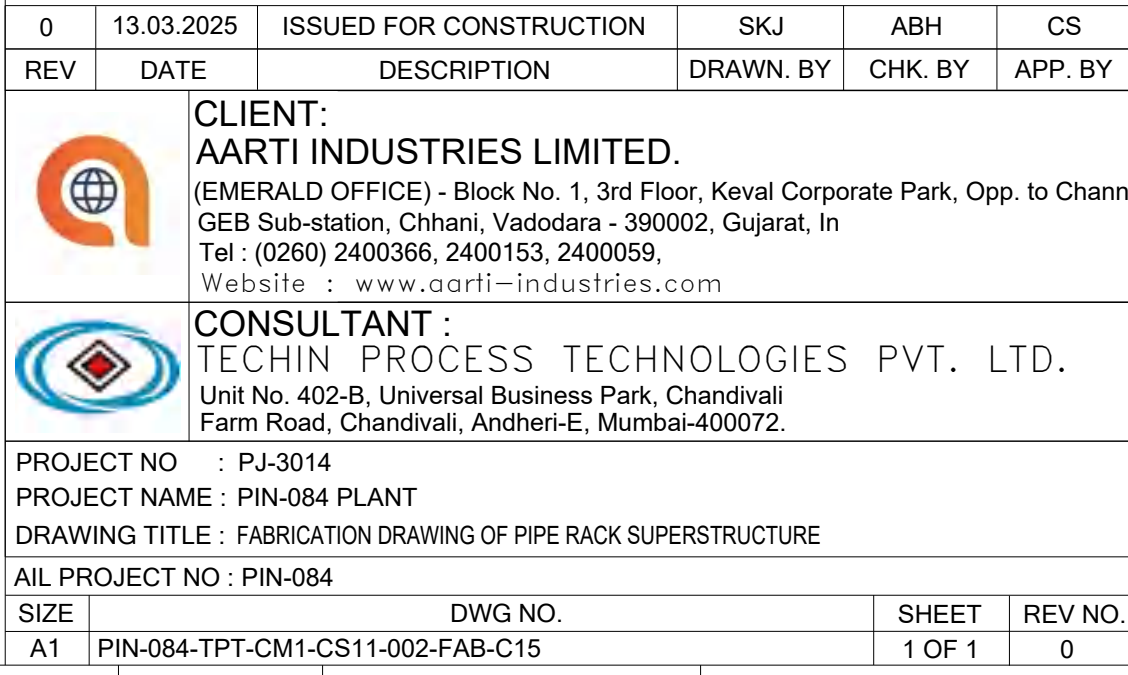 0 13.03.2025 ISSUED FOR CONSTRUCTION SKJ ABH CS
REV DATE DESCRIPTION DRAWN. BY CHK. BY APP. BY
CLIENT:
AARTI INDUSTRIES LIMITED.
(EMERALD OFFICE) - Block No. 1, 3rd Floor, Keval Corporate Park, Opp. to Chann
GEB Sub-station, Chhani, Vadodara - 390002, Gujarat, In
Tel : (0260) 2400366, 2400153, 2400059,
Website : www.aarti-industries.com
CONSULTANT :
TECHIN PROCESS TECHNOLOGIES PVT. LTD.
Unit No. 402-B, Universal Business Park, Chandivali
Farm Road, Chandivali, Andheri-E, Mumbai-400072.
PROJECT NO : PJ-3014
PROJECT NAME : PIN-084 PLANT
DRAWING TITLE : FABRICATION DRAWING OF PIPE RACK SUPERSTRUCTURE
AIL PROJECT NO : PIN-084
SIZE DWG NO. SHEET REV NO.
A1 PIN-084-TPT-CM1-CS11-002-FAB-C15 1 OF 1 0